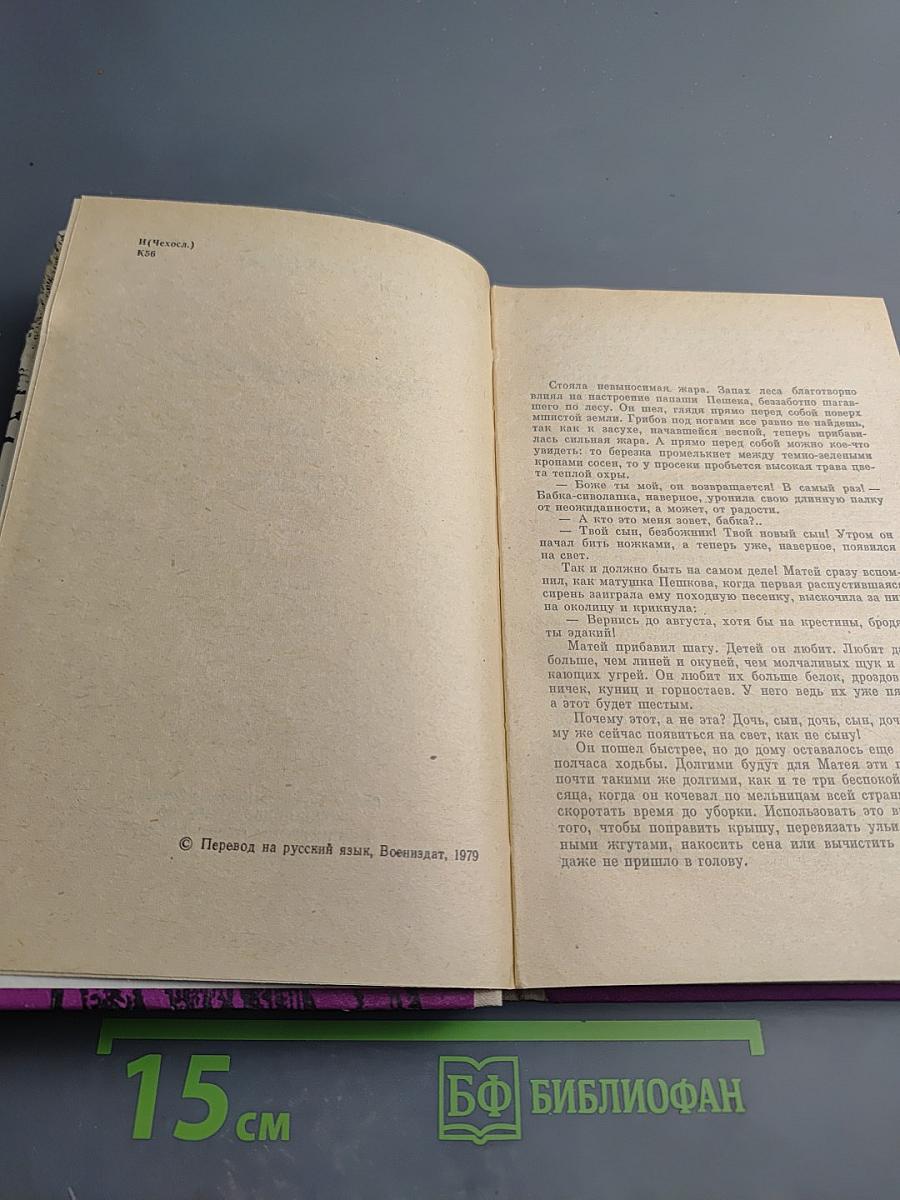 И(Чехосл.)
К56
© Перевод на русский язык, Воениздат, 1979
Стояла невыносимая жара. Запах леса благотворно
влиял на настроение папаши Пешека, беззаботно шагав-
шего по лесу. Он шел, глядя прямо перед собой поверх
мшистой земли. Грибов под ногами все равно не найдешь,
так как к засухе, начавшейся весной, теперь прибави-
лась сильная жара. А прямо перед собой можно кое-что
увидеть: то березка промелькнет между темно-зелеными
кронами сосен, то у просеки пробьется высокая трава цве-
та теплой охры.
— Боже ты мой, он возвращается! В самый раз! —
Бабка-сиволапка, наверное, уронила свою длинную палку
от неожиданности, а может, от радости.
— А кто это меня зовет, бабка?..
— Твой сын, безбожник! Твой новый сын! Утром он
начал бить ножками, а теперь уже, наверное, появился
на свет.
Так и должно быть на самом деле! Матей сразу вспом-
нил, как матушка Пешкова, когда первая распустившаяся
сирень заиграла ему походную песенку, выскочила за ни
на околицу и крикнула:
— Вернись до августа, хотя бы на крестины, бродя
ты эдакий!
Матей прибавил шагу. Детей он любит. Любит да
больше, чем линей и окуней, чем молчаливых щук и
кающих угрей. Он любит их больше белок, дроздов
ничек, куниц и горностаев. У него ведь их уже пя
а этот будет шестым.
Почему этот, а не эта? Дочь, сын, дочь, сын, доч
му же сейчас появиться на свет, как не сыну!
Он пошел быстрее, но до дому оставалось еще
полчаса ходьбы. Долгими будут для Матея эти п
почти такими же долгими, как и те три беспокой
сяца, когда он кочевал по мельницам всей стран
скоротать время до уборки. Использовать это в
того, чтобы поправить крышу, перевязать ульи
ными жгутами, накосить сена или вычистить
даже не пришло в голову.
15 см
БФ БИБЛИОФАН